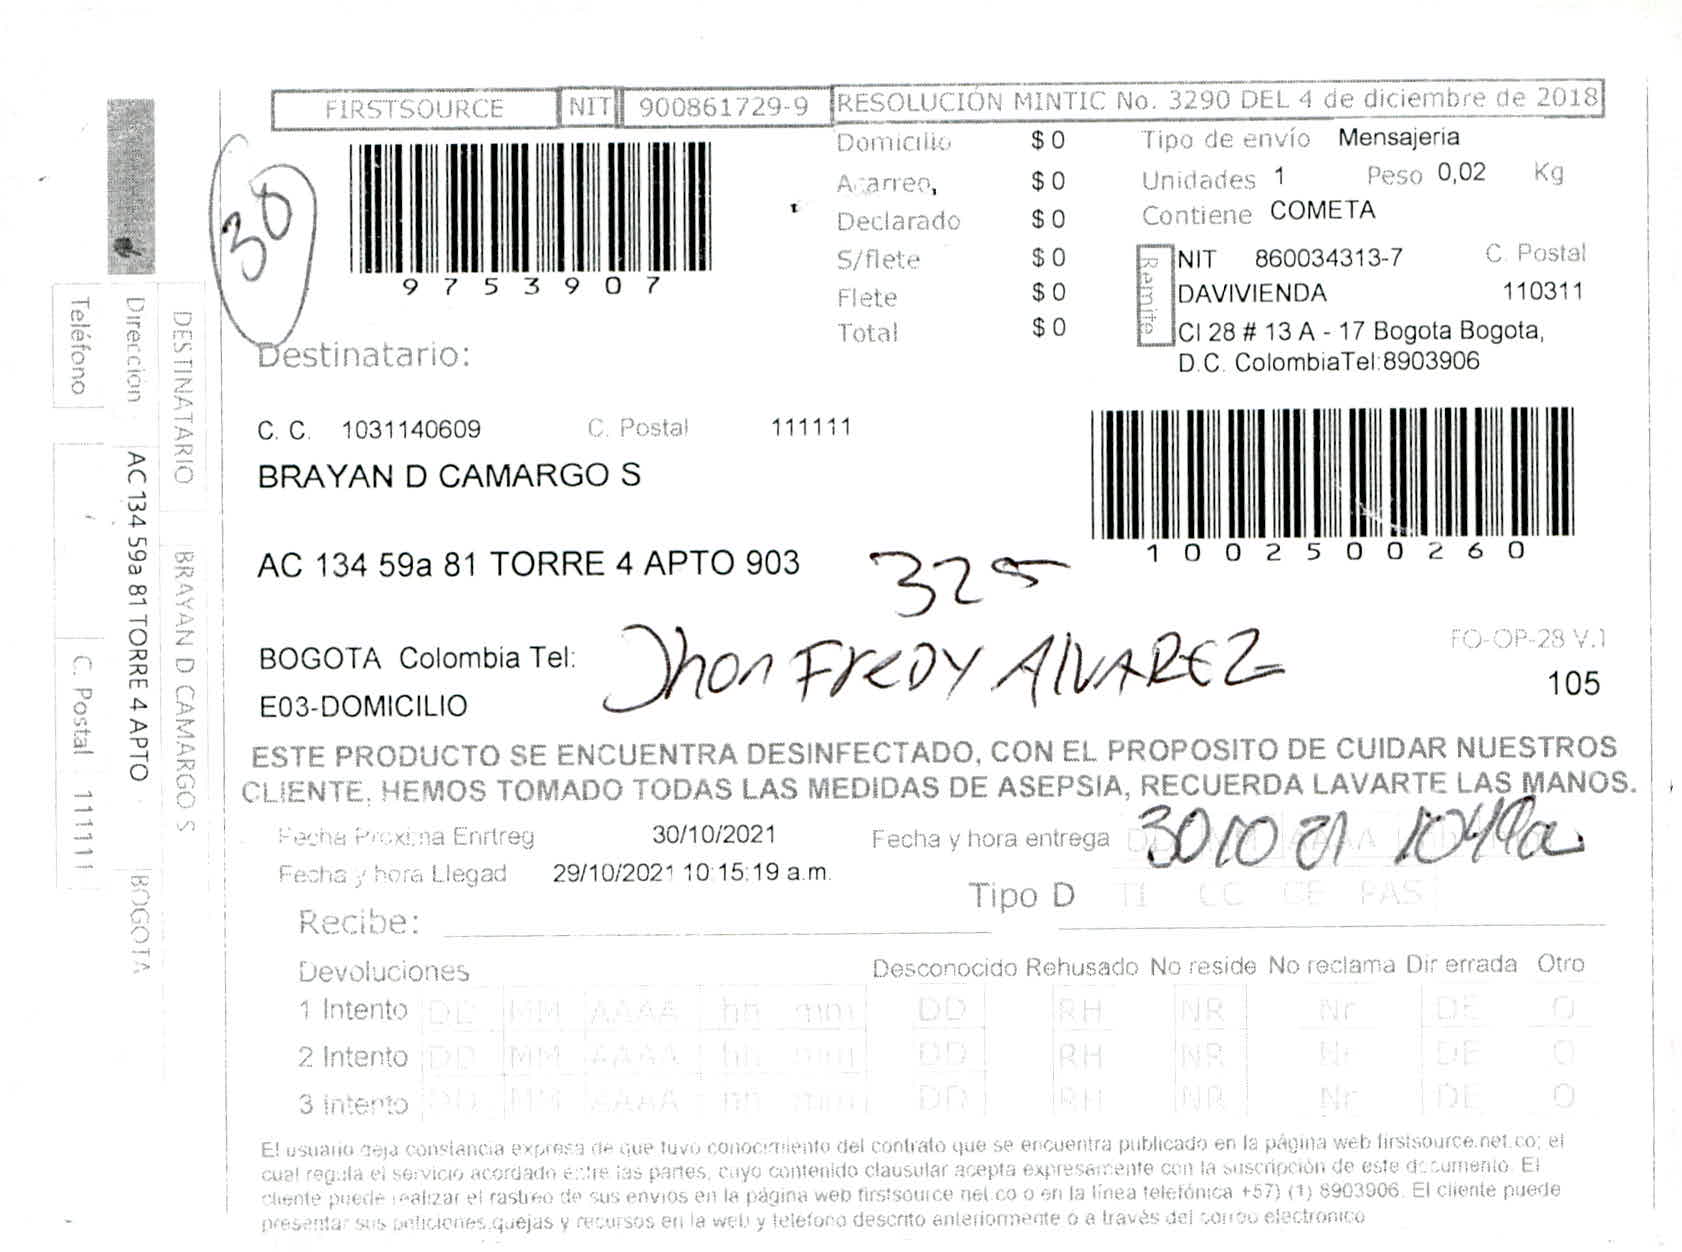 FIRSTSOURCE NIT 900861729-9 RESOLUCIÓN MINTIC No. 3290 DEL 4 de diciembre de 2018
30
9753907
Domicilio $ 0
Acarreo, $ 0
Declarado $ 0
S/flete $ 0
Flete $ 0
Total $ 0
Tipo de envío Mensajeria
Unidades 1 Peso 0,02 Kg
Contiene COMETA
Remite
NIT 860034313-7 C. Postal
DAVIVIENDA 110311
Cl 28 # 13 A - 17 Bogota Bogota,
D.C. ColombiaTel:8903906
Destinatario:
C. C. 1031140609 C. Postal 111111
BRAYAN D CAMARGO S
1002500260
AC 134 59a 81 TORRE 4 APTO 903
325
BOGOTA Colombia Tel:
Jhon Fredy ALVAREZ
FO-OP-28 V.1
E03-DOMICILIO
105
ESTE PRODUCTO SE ENCUENTRA DESINFECTADO, CON EL PROPOSITO DE CUIDAR NUESTROS
CLIENTE, HEMOS TOMADO TODAS LAS MEDIDAS DE ASEPSIA, RECUERDA LAVARTE LAS MANOS.
Fecha Proxima Enrtreg 30/10/2021 Fecha y hora entrega 30 10 21 1049a
Fecha y hora Llegad 29/10/2021 10:15:19 a.m.
Tipo D TI CC CE PAS
Recibe:
Devoluciones Desconocido Rehusado No reside No reclama Dir errada Otro
1 Intento DD MM AAAA hh mm DD RH NR Nr DE O
2 Intento DD MM AAAA hh mm DD RH NR Nr DE O
3 Intento DD MM AAAA hh mm DD RH NR Nr DE O
El usuario deja constancia expresa de que tuvo conocimiento del contrato que se encuentra publicado en la página web firstsource.net.co; el
cual regula el servicio acordado entre las partes, cuyo contenido clausular acepta expresamente con la suscripción de este documento. El
cliente puede realizar el rastreo de sus envios en la página web firstsource.net.co o en la línea telefónica +57) (1) 8903906. El cliente puede
presentar sus peticiones,quejas y recursos en la web y telefono descrito anteriormente o a través del correo electronico
DESTINATARIO BRAYAN D CAMARGO S
Dirección AC 134 59a 81 TORRE 4 APTO BOGOTA
Teléfono C. Postal 111111